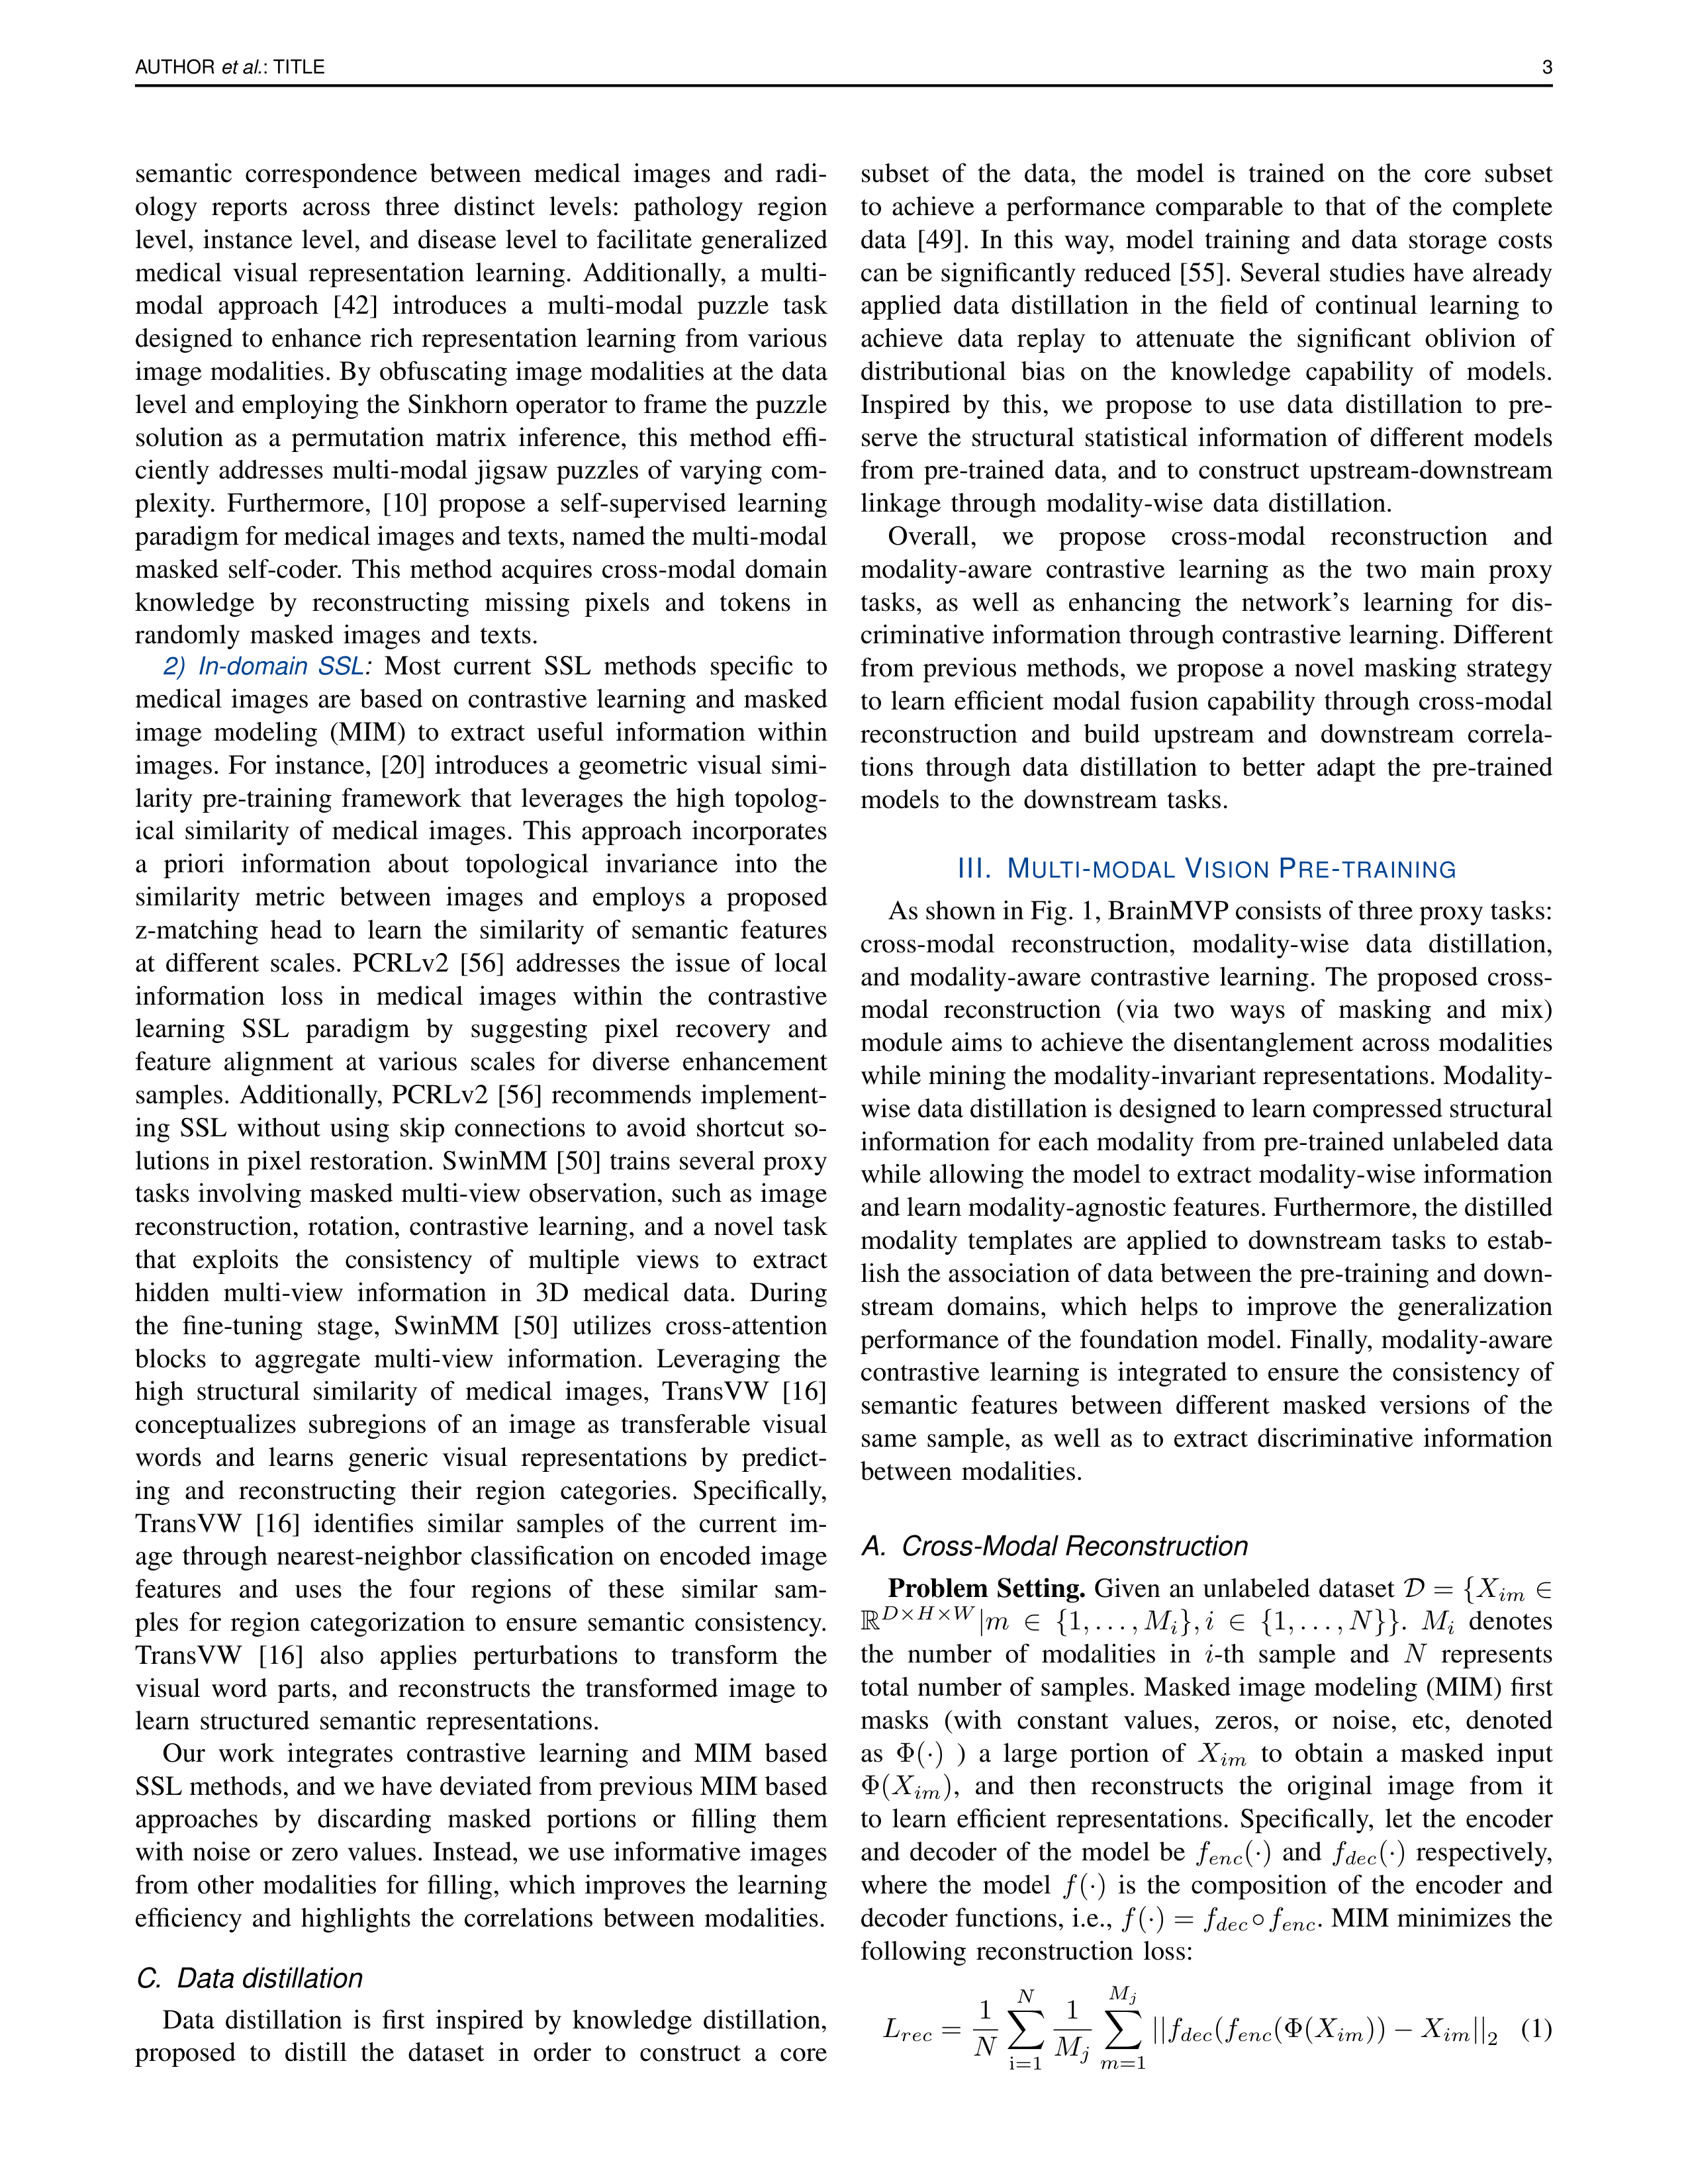 AUTHOR et al.: TITLE
3
semantic correspondence between medical images and radi-
ology reports across three distinct levels: pathology region
level, instance level, and disease level to facilitate generalized
medical visual representation learning. Additionally, a multi-
modal approach [42] introduces a multi-modal puzzle task
designed to enhance rich representation learning from various
image modalities. By obfuscating image modalities at the data
level and employing the Sinkhorn operator to frame the puzzle
solution as a permutation matrix inference, this method effi-
ciently addresses multi-modal jigsaw puzzles of varying com-
plexity. Furthermore, [10] propose a self-supervised learning
paradigm for medical images and texts, named the multi-modal
masked self-coder. This method acquires cross-modal domain
knowledge by reconstructing missing pixels and tokens in
randomly masked images and texts.
2) In-domain SSL: Most current SSL methods specific to
medical images are based on contrastive learning and masked
image modeling (MIM) to extract useful information within
images. For instance, [20] introduces a geometric visual simi-
larity pre-training framework that leverages the high topolog-
ical similarity of medical images. This approach incorporates
a priori information about topological invariance into the
similarity metric between images and employs a proposed
z-matching head to learn the similarity of semantic features
at different scales. PCRLv2 [56] addresses the issue of local
information loss in medical images within the contrastive
learning SSL paradigm by suggesting pixel recovery and
feature alignment at various scales for diverse enhancement
samples. Additionally, PCRLv2 [56] recommends implement-
ing SSL without using skip connections to avoid shortcut so-
lutions in pixel restoration. SwinMM [50] trains several proxy
tasks involving masked multi-view observation, such as image
reconstruction, rotation, contrastive learning, and a novel task
that exploits the consistency of multiple views to extract
hidden multi-view information in 3D medical data. During
the fine-tuning stage, SwinMM [50] utilizes cross-attention
blocks to aggregate multi-view information. Leveraging the
high structural similarity of medical images, TransVW [16]
conceptualizes subregions of an image as transferable visual
words and learns generic visual representations by predict-
ing and reconstructing their region categories. Specifically,
TransVW [16] identifies similar samples of the current im-
age through nearest-neighbor classification on encoded image
features and uses the four regions of these similar sam-
ples for region categorization to ensure semantic consistency.
TransVW [16] also applies perturbations to transform the
visual word parts, and reconstructs the transformed image to
learn structured semantic representations.
Our work integrates contrastive learning and MIM based
SSL methods, and we have deviated from previous MIM based
approaches by discarding masked portions or filling them
with noise or zero values. Instead, we use informative images
from other modalities for filling, which improves the learning
efficiency and highlights the correlations between modalities.
C. Data distillation
Data distillation is first inspired by knowledge distillation,
proposed to distill the dataset in order to construct a core
subset of the data, the model is trained on the core subset
to achieve a performance comparable to that of the complete
data [49]. In this way, model training and data storage costs
can be significantly reduced [55]. Several studies have already
applied data distillation in the field of continual learning to
achieve data replay to attenuate the significant oblivion of
distributional bias on the knowledge capability of models.
Inspired by this, we propose to use data distillation to pre-
serve the structural statistical information of different models
from pre-trained data, and to construct upstream-downstream
linkage through modality-wise data distillation.
Overall, we propose cross-modal reconstruction and
modality-aware contrastive learning as the two main proxy
tasks, as well as enhancing the network's learning for dis-
criminative information through contrastive learning. Different
from previous methods, we propose a novel masking strategy
to learn efficient modal fusion capability through cross-modal
reconstruction and build upstream and downstream correla-
tions through data distillation to better adapt the pre-trained
models to the downstream tasks.
III. MULTI-MODAL VISION PRE-TRAINING
As shown in Fig. 1, BrainMVP consists of three proxy tasks:
cross-modal reconstruction, modality-wise data distillation,
and modality-aware contrastive learning. The proposed cross-
modal reconstruction (via two ways of masking and mix)
module aims to achieve the disentanglement across modalities
while mining the modality-invariant representations. Modality-
wise data distillation is designed to learn compressed structural
information for each modality from pre-trained unlabeled data
while allowing the model to extract modality-wise information
and learn modality-agnostic features. Furthermore, the distilled
modality templates are applied to downstream tasks to estab-
lish the association of data between the pre-training and down-
stream domains, which helps to improve the generalization
performance of the foundation model. Finally, modality-aware
contrastive learning is integrated to ensure the consistency of
semantic features between different masked versions of the
same sample, as well as to extract discriminative information
between modalities.
A. Cross-Modal Reconstruction
Problem Setting. Given an unlabeled dataset $\mathcal{D} = \{X_{im} \in
\mathbb{R}^{D \times H \times W} | m \in \{1, \ldots, M_i\}, i \in \{1, \ldots, N\}\}$. $M_i$ denotes
the number of modalities in $i$-th sample and $N$ represents
total number of samples. Masked image modeling (MIM) first
masks (with constant values, zeros, or noise, etc, denoted
as $\Phi(\cdot)$ ) a large portion of $X_{im}$ to obtain a masked input
$\Phi(X_{im})$, and then reconstructs the original image from it
to learn efficient representations. Specifically, let the encoder
and decoder of the model be $f_{enc}(\cdot)$ and $f_{dec}(\cdot)$ respectively,
where the model $f(\cdot)$ is the composition of the encoder and
decoder functions, i.e., $f(\cdot) = f_{dec} \circ f_{enc}$. MIM minimizes the
following reconstruction loss:
$L_{rec} = \frac{1}{N} \sum_{\mathrm{i}=1}^{N} \frac{1}{M_j} \sum_{m=1}^{M_j} ||f_{dec}(f_{enc}(\Phi(X_{im})) - X_{im}||_2$ (1)